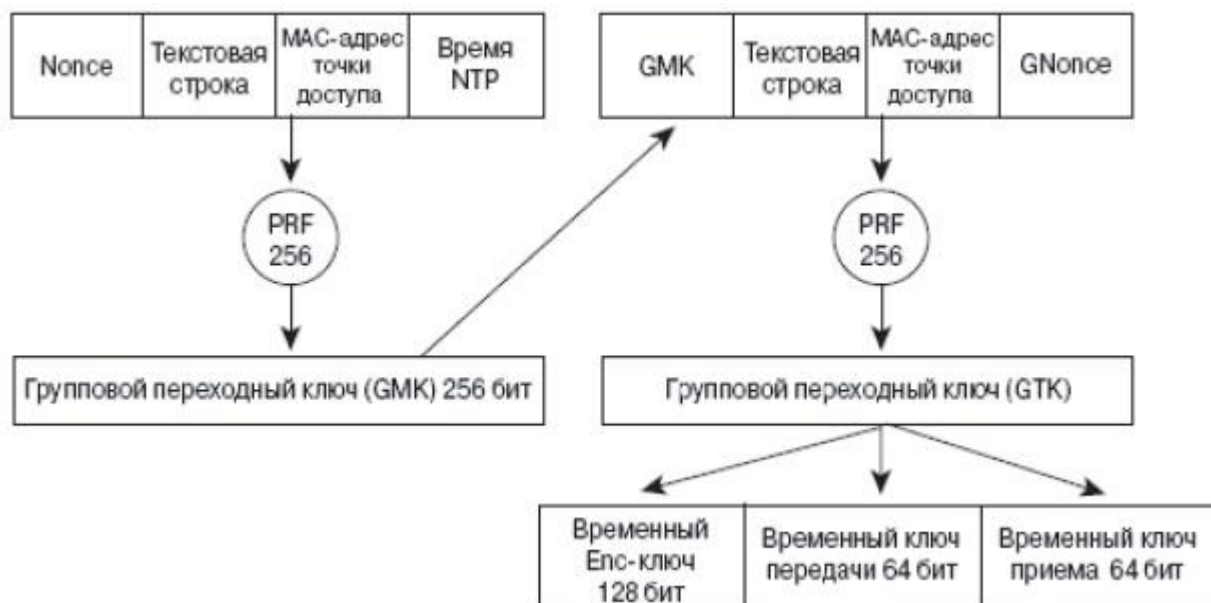 Nonce
Текстовая
строка
MAC-адрес
точки
доступа
Время
NTP
PRF
256
Групповой переходный ключ (GMK) 256 бит
GMK
Текстовая
строка
MAC-адрес
точки
доступа
GNonce
PRF
256
Групповой переходный ключ (GTK)
Временный
Enc-ключ
128 бит
Временный ключ
передачи 64 бит
Временный ключ
приема 64 бит